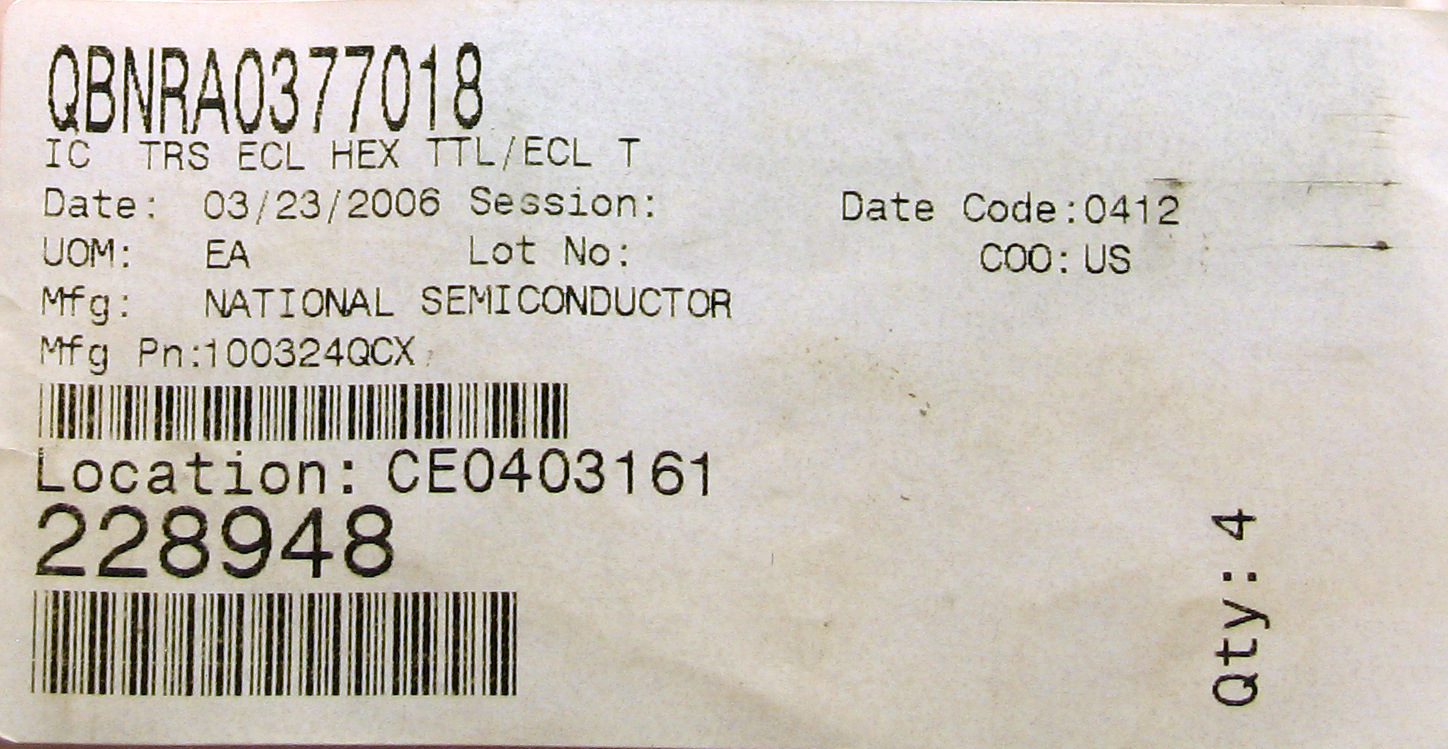 QBNRA0377018
IC TRS ECL HEX TTL/ECL T
Date: 03/23/2006 Session:
Date Code:0412
UOM: EA Lot No:
COO: US
Mfg: NATIONAL SEMICONDUCTOR
Mfg Pn:100324QCX
Location: CE0403161
228948
Qty: 4